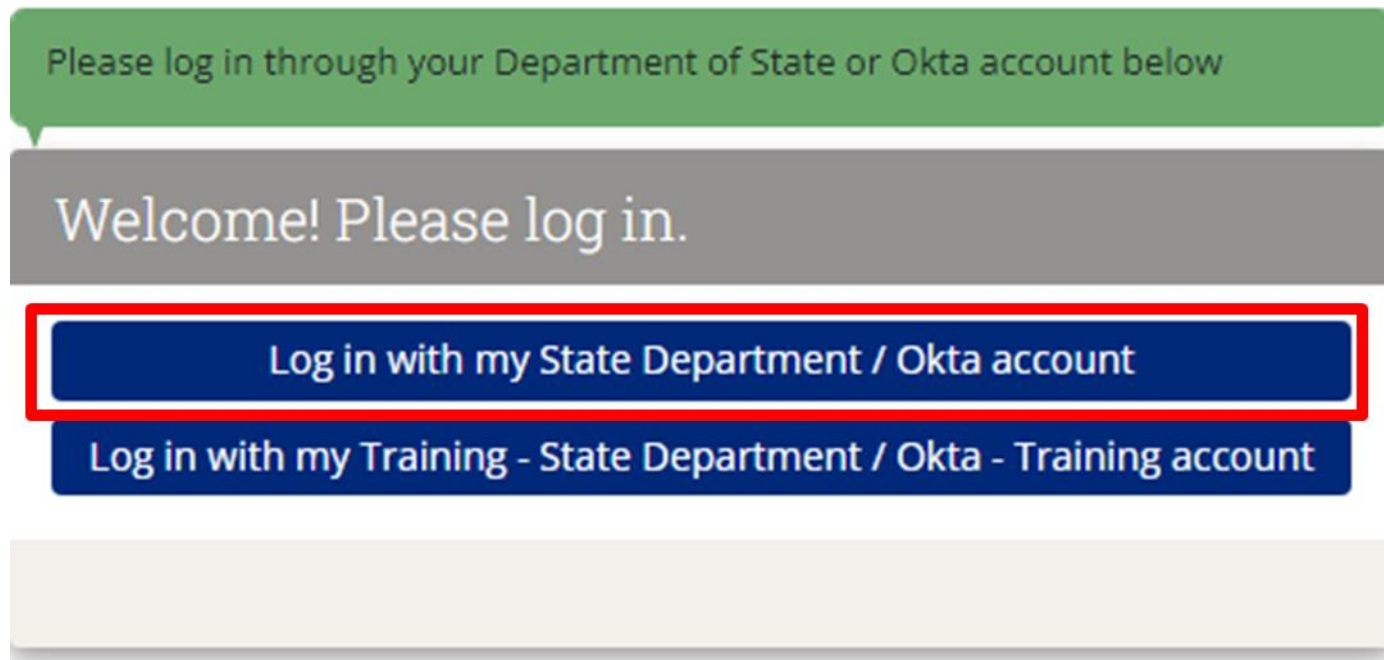 Please log in through your Department of State or Okta account below
Welcome! Please log in.
Log in with my State Department / Okta account
Log in with my Training - State Department / Okta - Training account